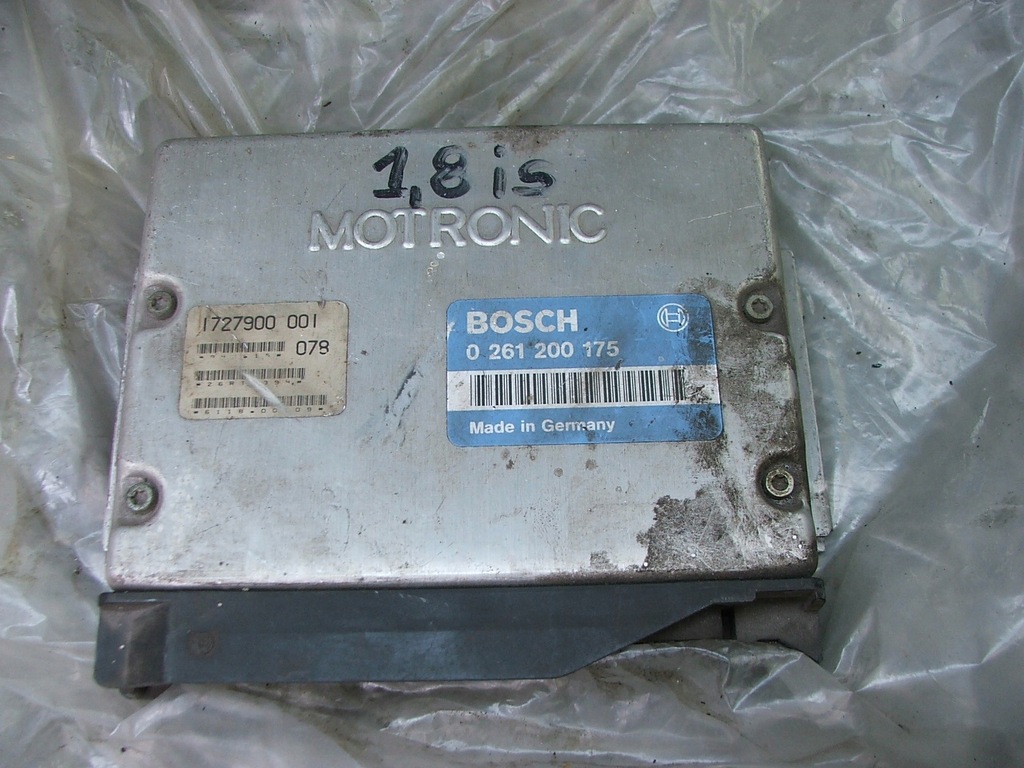 1,8 is
MOTRONIC
1727900 001
078
BOSCH
0 261 200 175
Made in Germany